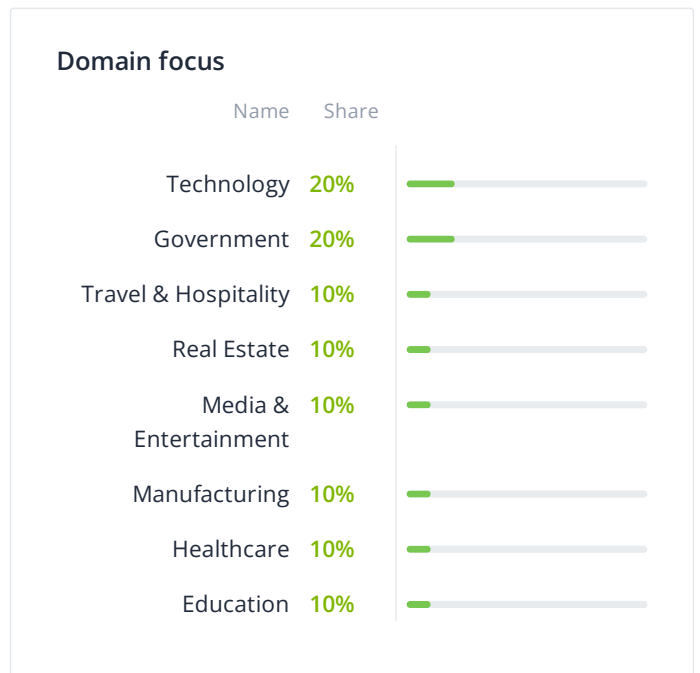 Domain focus
Name Share
Technology 20%
Government 20%
Travel & Hospitality 10%
Real Estate 10%
Media & 10%
Entertainment
Manufacturing 10%
Healthcare 10%
Education 10%